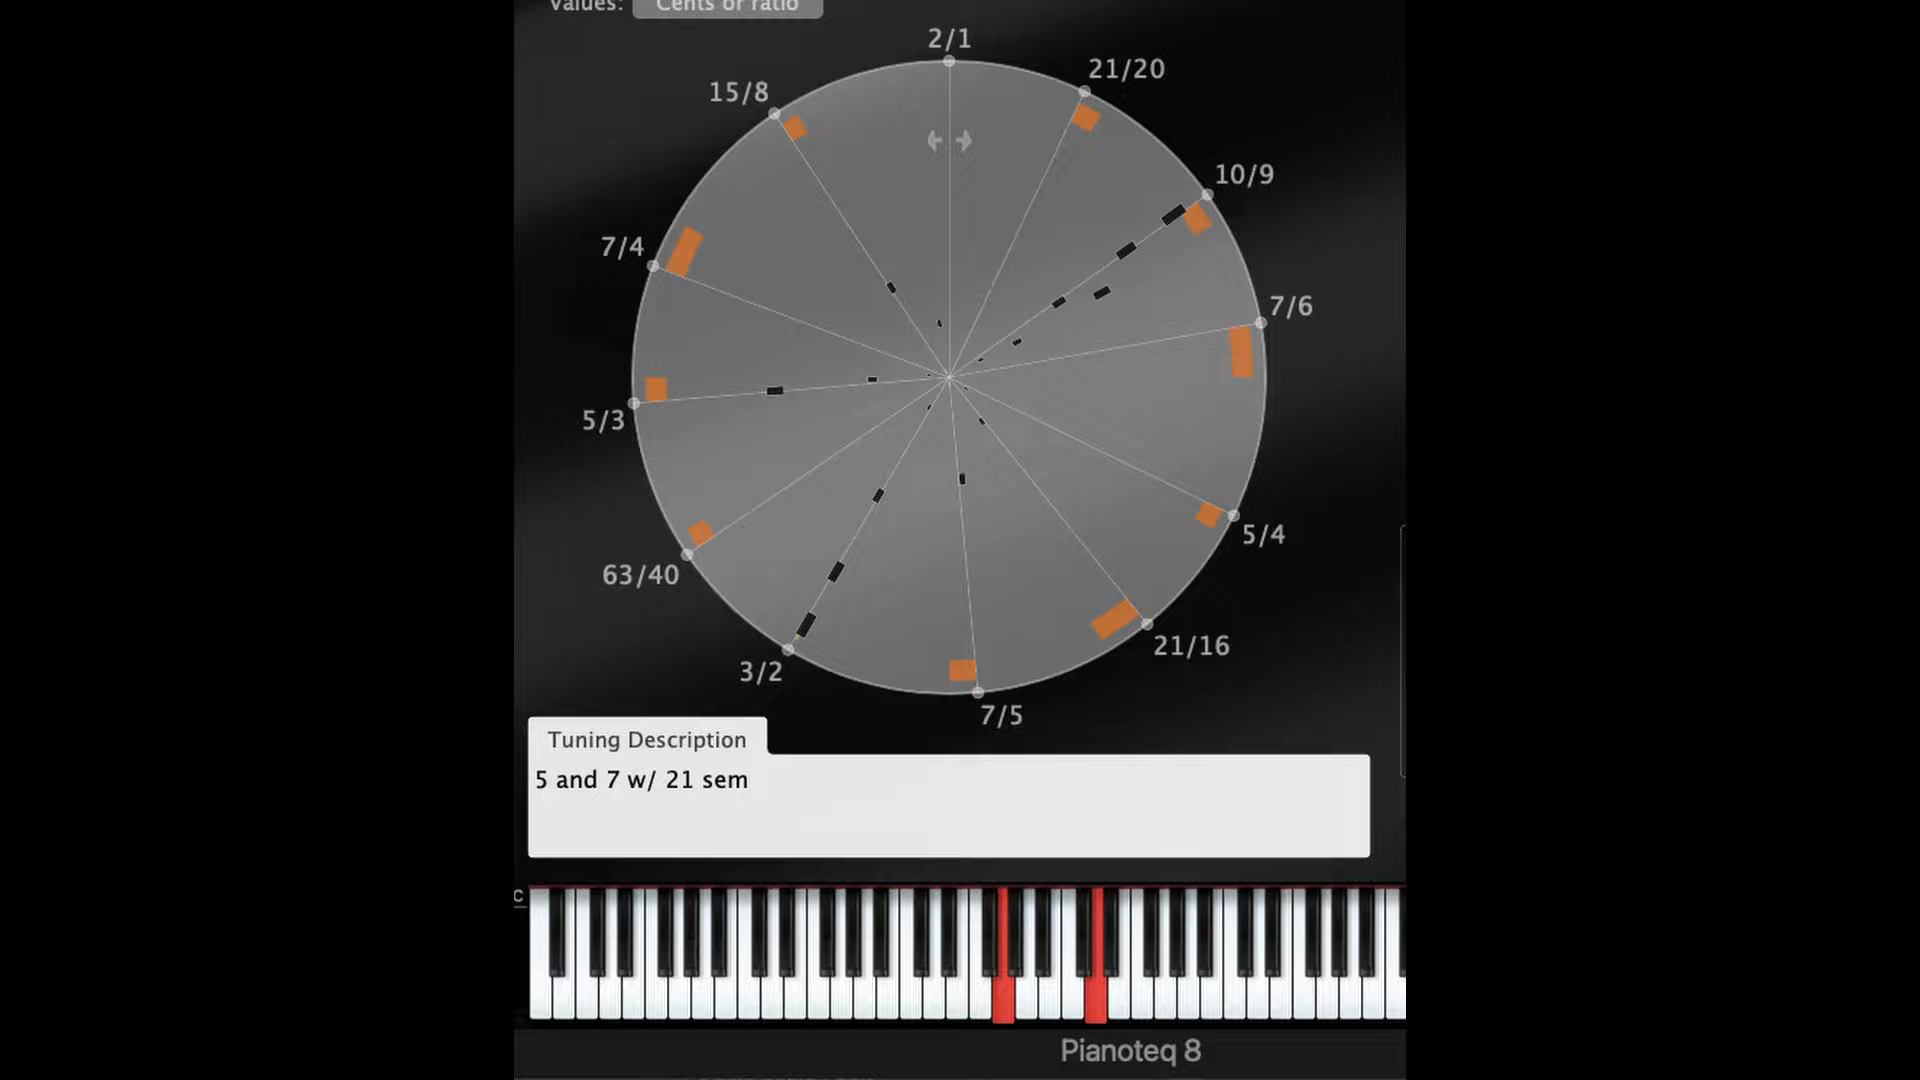 Values: Cents or ratio
2/1
21/20
15/8
10/9
7/4
7/6
5/3
5/4
63/40
21/16
3/2
7/5
Tuning Description
5 and 7 w/ 21 sem
C
Pianoteq 8